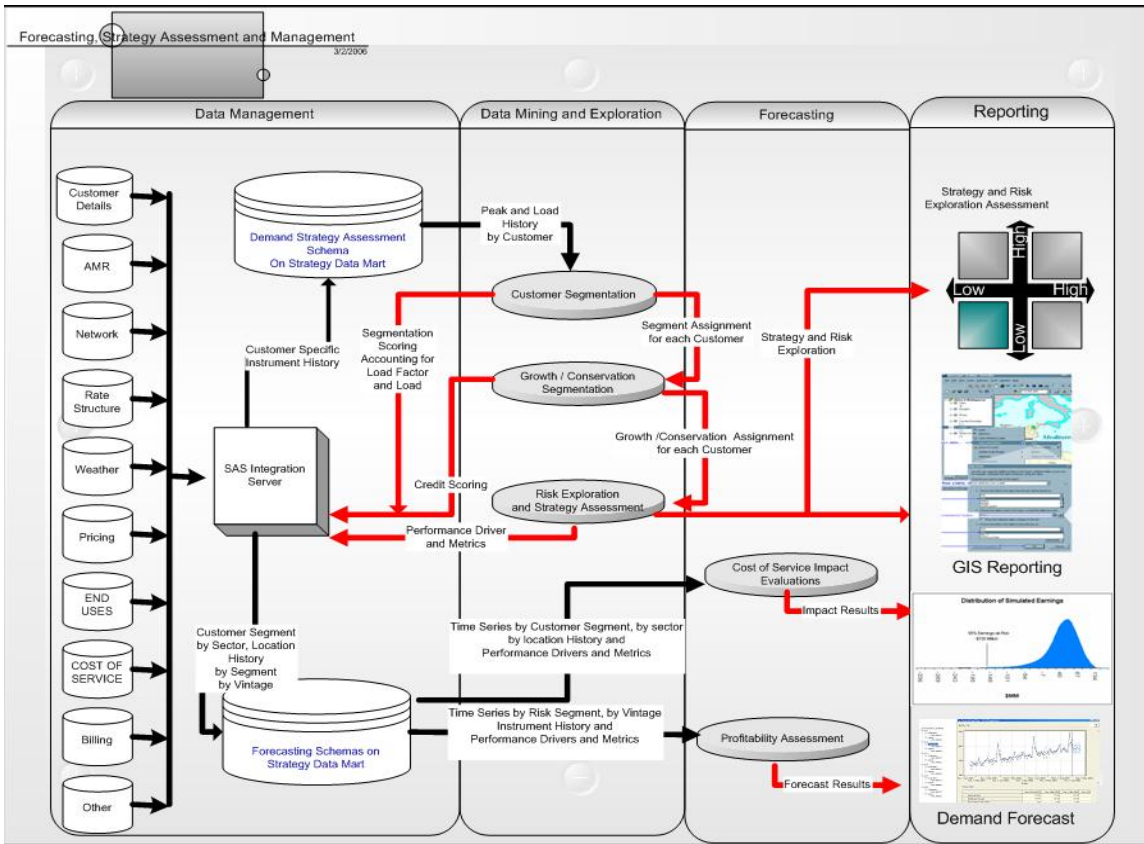 Forecasting, Strategy Assessment and Management
3/2/2006
Data Management
Data Mining and Exploration
Forecasting
Reporting
Customer
Details
AMR
Network
Rate
Structure
Weather
Pricing
END
USES
COST OF
SERVICE
Billing
Other
Demand Strategy Assessment
Schema
On Strategy Data Mart
Customer Specific
Instrument History
SAS Integration
Server
Customer Segment
by Sector, Location
History
by Segment
by Vintage
Forecasting Schemas on
Strategy Data Mart
Peak and Load
History
by Customer
Customer Segmentation
Segmentation
Scoring
Accounting for
Load Factor
and Load
Segment Assignment
for each Customer
Growth / Conservation
Segmentation
Growth /Conservation Assignment
for each Customer
Credit Scoring
Risk Exploration
and Strategy Assessment
Performance Driver
and Metrics
Time Series by Customer Segment, by sector
by location History and
Performance Drivers and Metrics
Time Series by Risk Segment, by Vintage
Instrument History and
Performance Drivers and Metrics
Strategy and Risk
Exploration
Cost of Service Impact
Evaluations
Impact Results
Profitability Assessment
Forecast Results
Strategy and Risk
Exploration Assessment
High
Low
High
Low
GIS Reporting
Distribution of Simulated Earnings
Demand Forecast